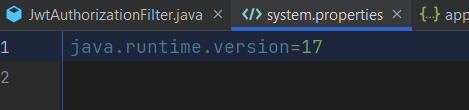 JwtAuthorizationFilter.java × </> system.properties × {..} app
1 java.runtime.version=17
2